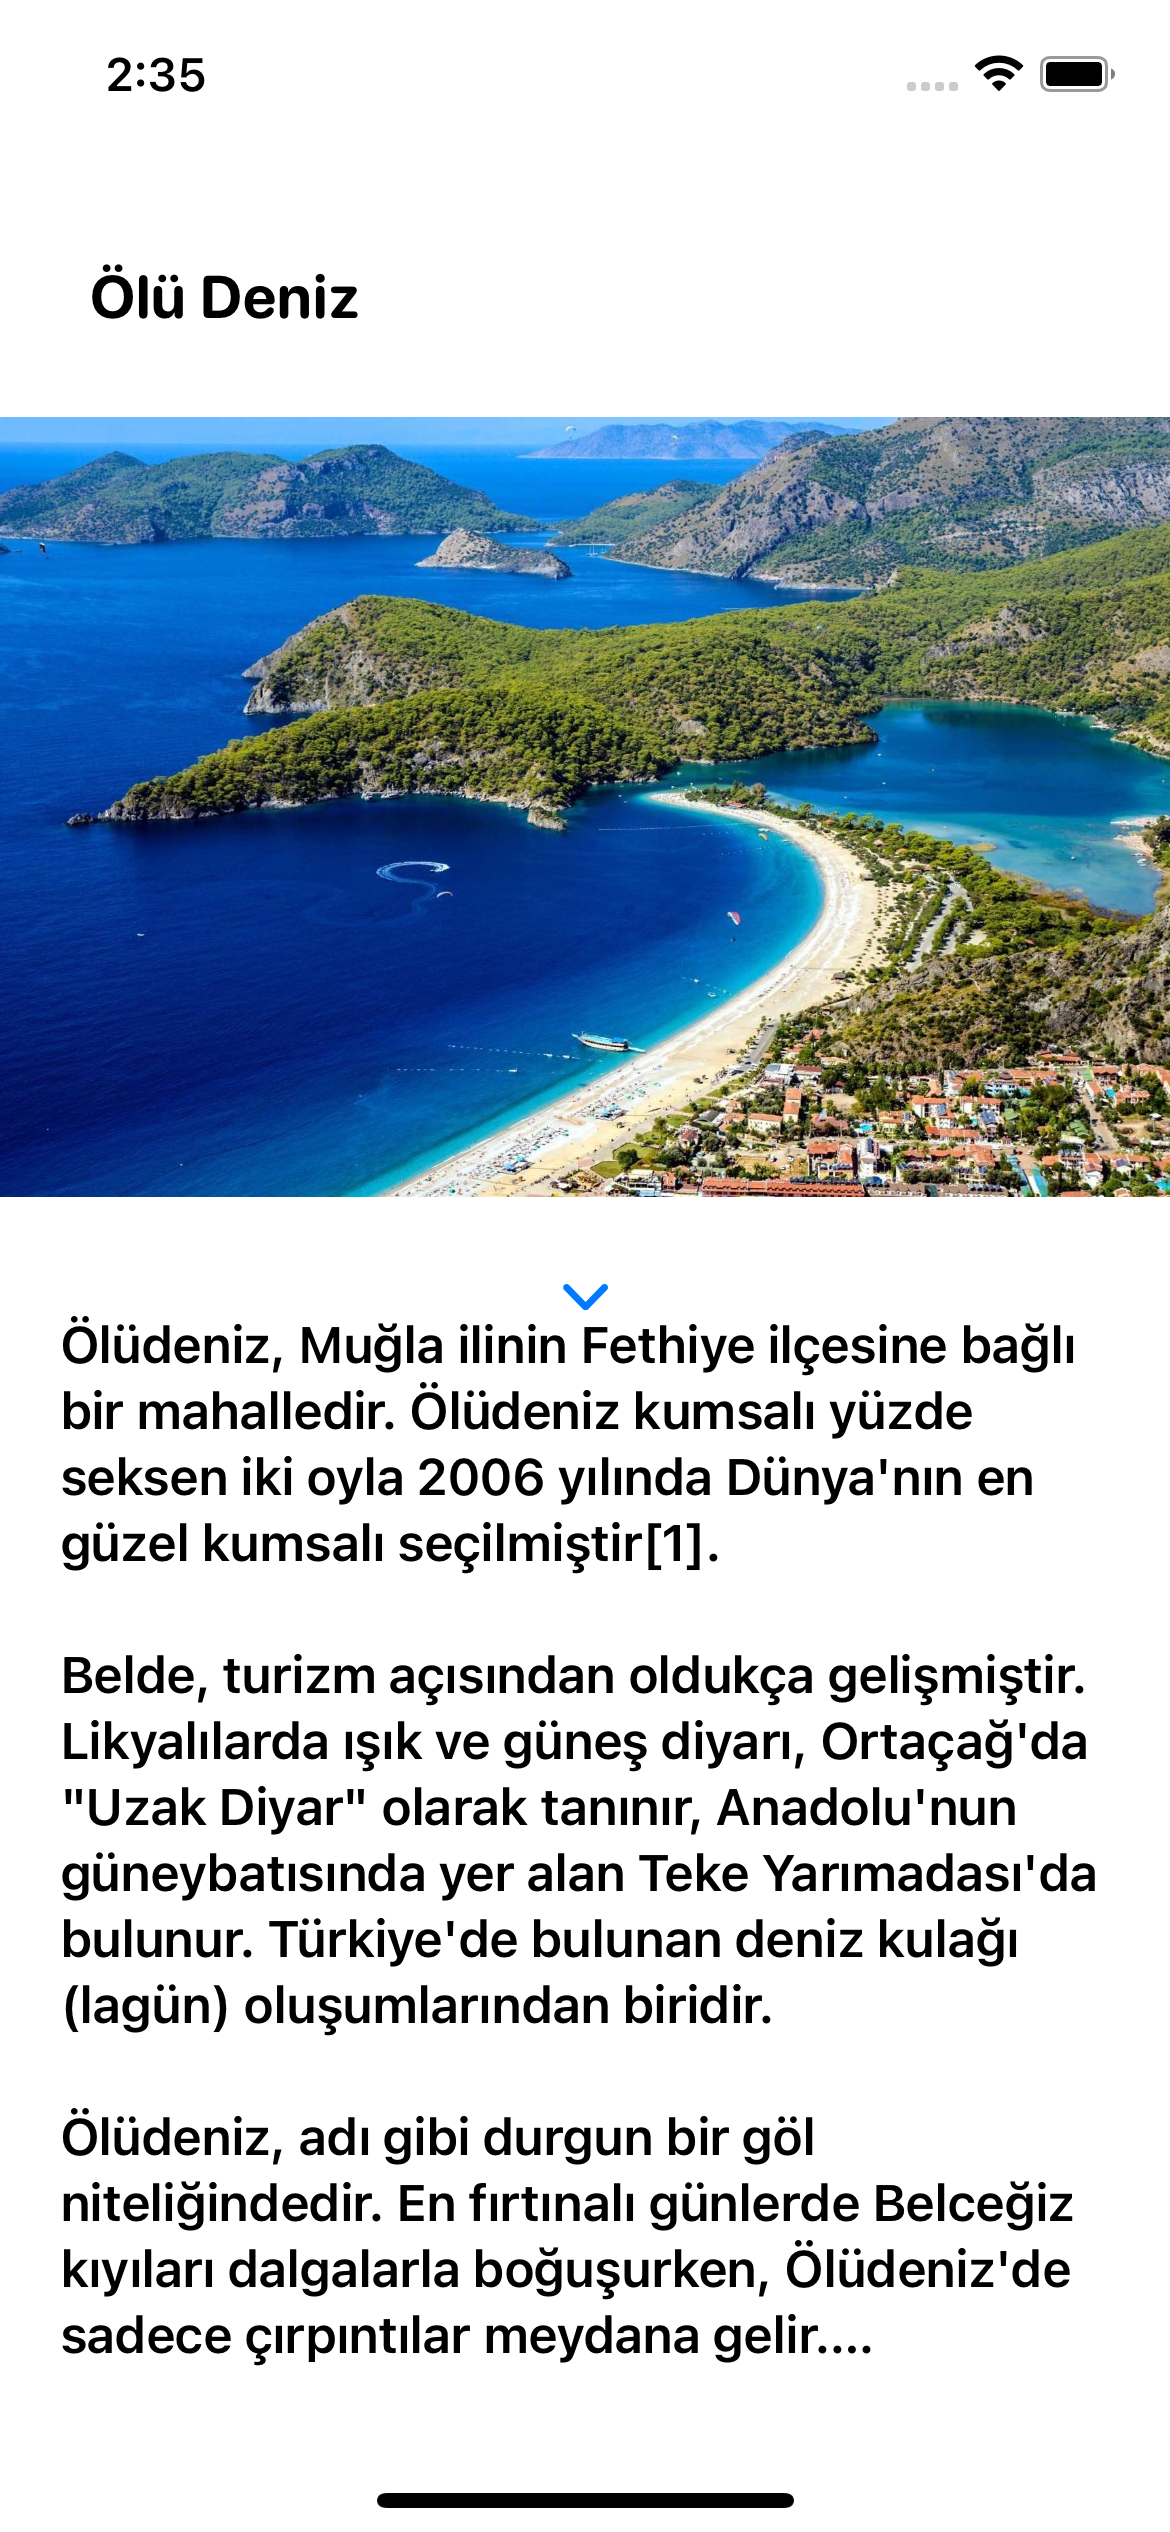 2:35
Ölü Deniz
Ölüdeniz, Muğla ilinin Fethiye ilçesine bağlı
bir mahalledir. Ölüdeniz kumsalı yüzde
seksen iki oyla 2006 yılında Dünya'nın en
güzel kumsalı seçilmiştir[1].
Belde, turizm açısından oldukça gelişmiştir.
Likyalılarda ışık ve güneş diyarı, Ortaçağ'da
"Uzak Diyar" olarak tanınır, Anadolu'nun
güneybatısında yer alan Teke Yarımadası'da
bulunur. Türkiye'de bulunan deniz kulağı
(lagün) oluşumlarından biridir.
Ölüdeniz, adı gibi durgun bir göl
niteliğindedir. En fırtınalı günlerde Belceğiz
kıyıları dalgalarla boğuşurken, Ölüdeniz'de
sadece çırpıntılar meydana gelir....